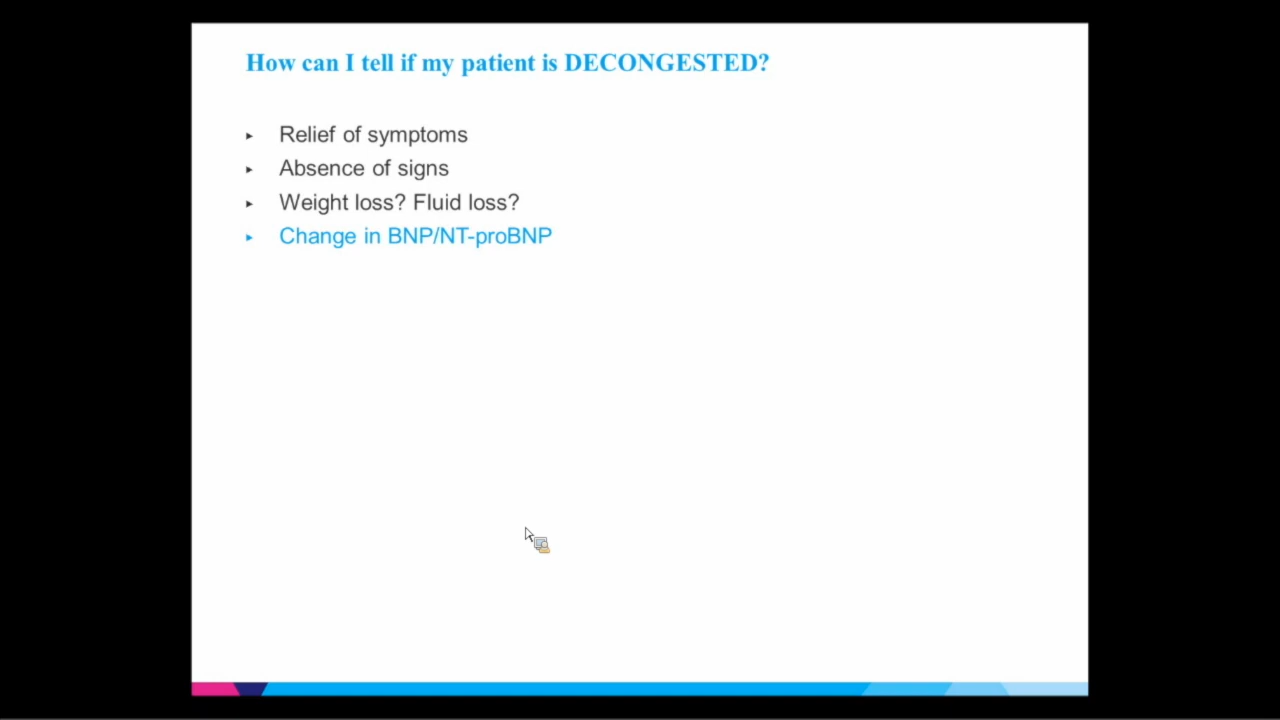 How can I tell if my patient is DECONGESTED?
Relief of symptoms
Absence of signs
Weight loss? Fluid loss?
Change in BNP/NT-proBNP